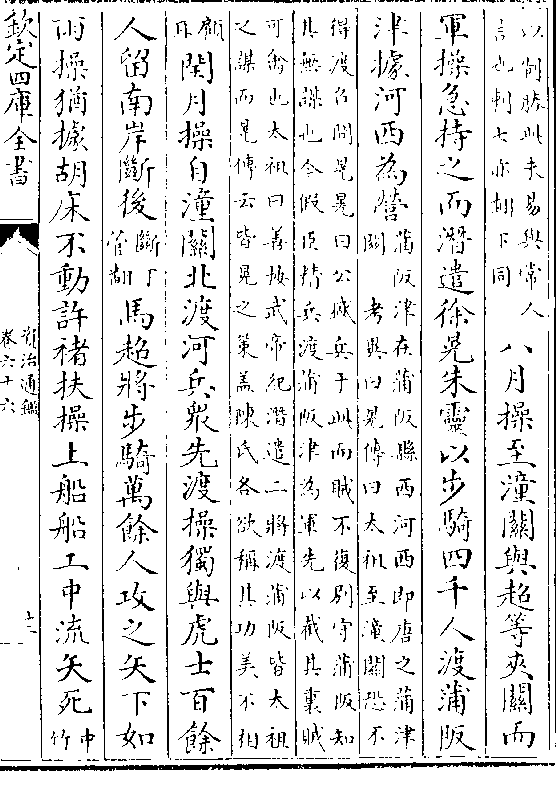 以制勝此未易與常人
言也軔七亦翻下同
八月操至潼關與超等夾關而
軍操急持之而潛遣徐晃朱靈以步騎四千人渡蒲阪
津據河西為營
蒲阪津在蒲阪縣西河西即唐之蒲津
關 考異曰晃傳曰太祖至潼關恐不
得渡召問晃晃曰公盛兵于此而賊不復别守蒲阪知
其無謀也今假臣精兵渡蒲阪津為軍先以截其裏賊
可禽也太祖曰善按武帝紀潛遣二將渡蒲阪皆太祖
之謀而晃傳云皆晃之策蓋陳氏各欲稱其功美不相
顧
耳
閏月操自潼關北渡河兵衆先渡操獨與虎士百餘
人留南岸斷後
斷丁
管翻
馬超將步騎萬餘人攻之矢下如
雨操猶據胡床不動許褚扶操上船船工中流矢死
中
竹
欽定四庫全書
資治通鑑
卷六十六